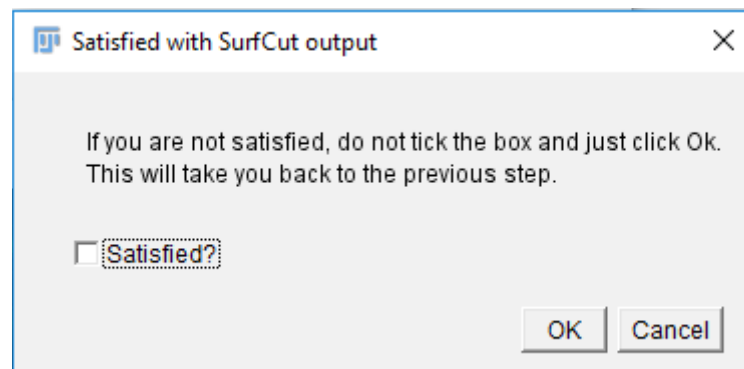 Satisfied with SurfCut output
If you are not satisfied, do not tick the box and just click Ok.
This will take you back to the previous step.
Satisfied?
OK Cancel